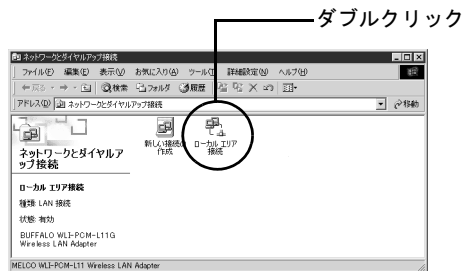 ダブルクリック
ネットワークとダイヤルアップ接続
ファイル(F) 編集(E) 表示(V) お気に入り(A) ツール(T) 詳細設定(N) ヘルプ(H)
戻る 検索 フォルダ 履歴
アドレス(D) ネットワークとダイヤルアップ接続 移動
ネットワークとダイヤルア
ップ接続
新しい接続の
作成
ローカル エリア
接続
ローカル エリア接続
種類: LAN 接続
状態: 有効
BUFFALO WLI-PCM-L11G
Wireless LAN Adapter
MELCO WLI-PCM-L11 Wireless LAN Adapter